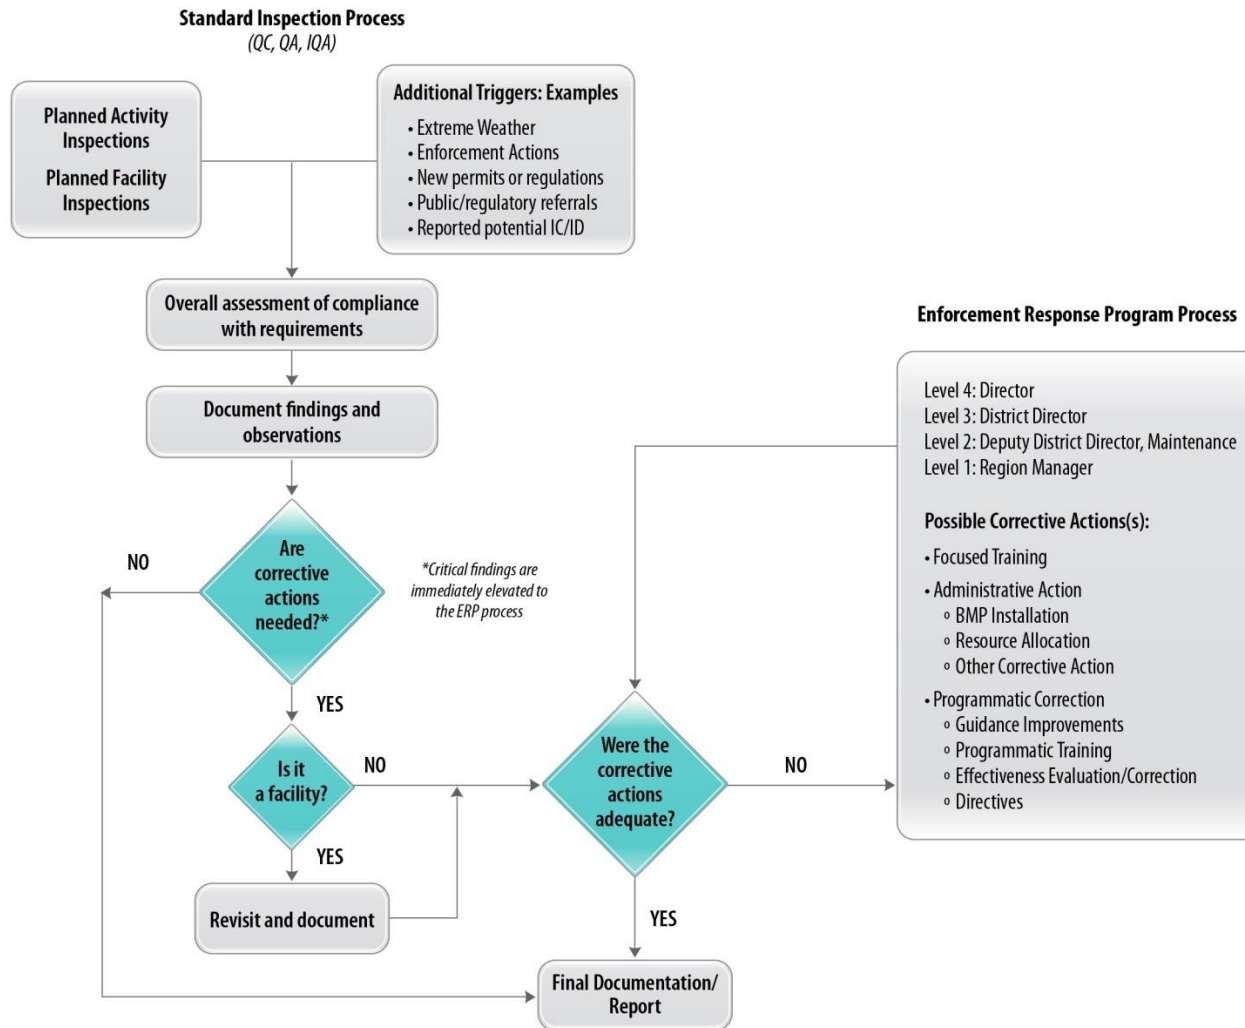 Standard Inspection Process
(QC, QA, IQA)
Planned Activity
Inspections
Planned Facility
Inspections
Additional Triggers: Examples
• Extreme Weather
• Enforcement Actions
• New permits or regulations
• Public/regulatory referrals
• Reported potential IC/ID
Overall assessment of compliance
with requirements
Document findings and
observations
Are
corrective
actions
needed?*
NO
*Critical findings are
immediately elevated to
the ERP process
YES
Is it
a facility?
NO
YES
Revisit and document
Were the
corrective
actions
adequate?
NO
YES
Final Documentation/
Report
Enforcement Response Program Process
Level 4: Director
Level 3: District Director
Level 2: Deputy District Director, Maintenance
Level 1: Region Manager
Possible Corrective Actions(s):
• Focused Training
• Administrative Action
o BMP Installation
o Resource Allocation
o Other Corrective Action
• Programmatic Correction
o Guidance Improvements
o Programmatic Training
o Effectiveness Evaluation/Correction
o Directives